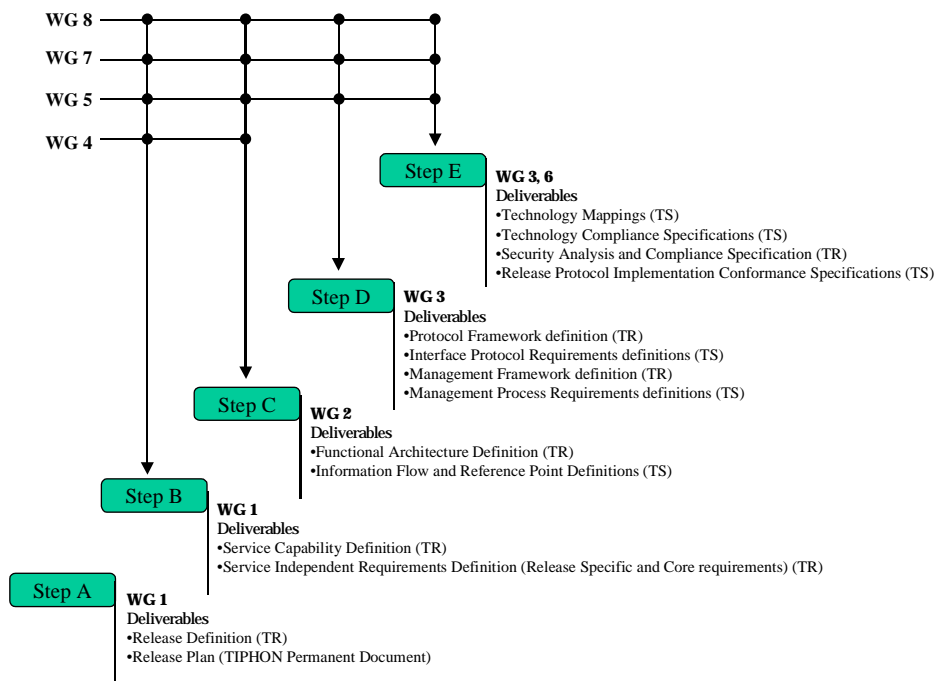 WG 8
WG 7
WG 5
WG 4
Step E
WG 3, 6
Deliverables
•Technology Mappings (TS)
•Technology Compliance Specifications (TS)
•Security Analysis and Compliance Specification (TR)
•Release Protocol Implementation Conformance Specifications (TS)
Step D
WG 3
Deliverables
•Protocol Framework definition (TR)
•Interface Protocol Requirements definitions (TS)
•Management Framework definition (TR)
•Management Process Requirements definitions (TS)
Step C
WG 2
Deliverables
•Functional Architecture Definition (TR)
•Information Flow and Reference Point Definitions (TS)
Step B
WG 1
Deliverables
•Service Capability Definition (TR)
•Service Independent Requirements Definition (Release Specific and Core requirements) (TR)
Step A
WG 1
Deliverables
•Release Definition (TR)
•Release Plan (TIPHON Permanent Document)